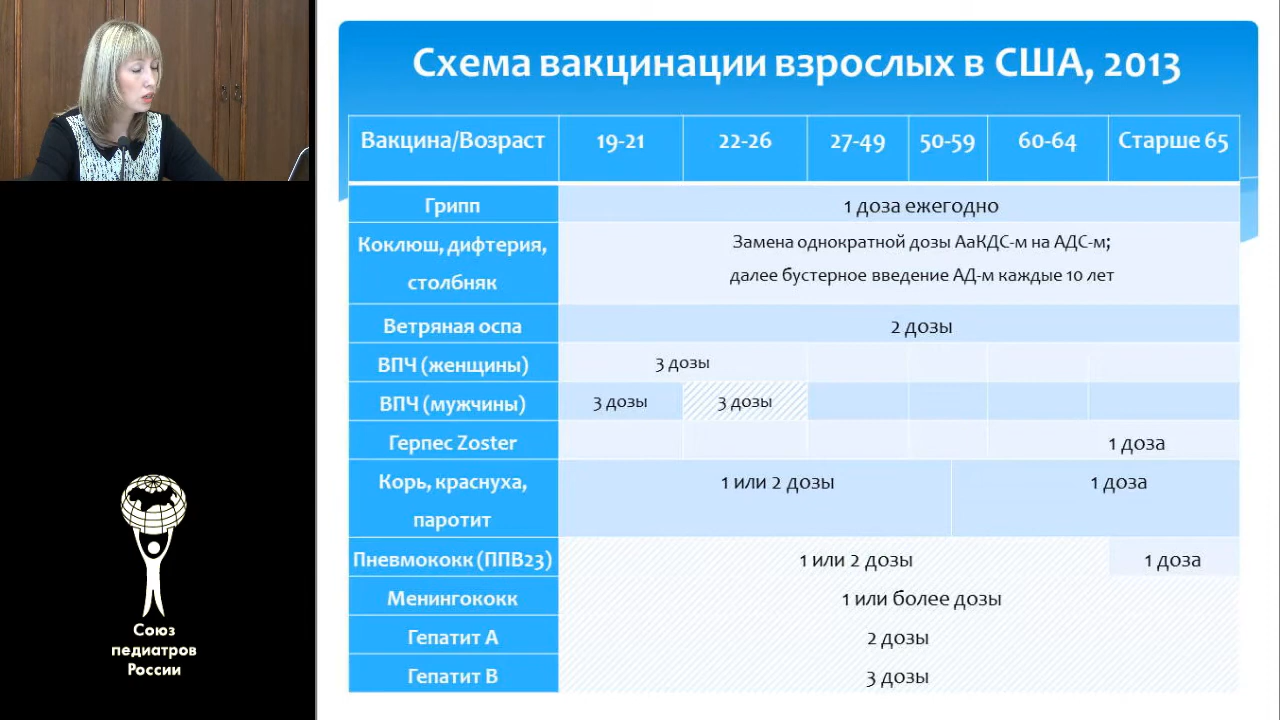 Схема вакцинации взрослых в США, 2013
Вакцина/Возраст 19-21 22-26 27-49 50-59 60-64 Старше 65
Грипп 1 доза ежегодно
Коклюш, дифтерия, столбняк Замена однократной дозы АаКДС-м на АДС-м;
далее бустерное введение АД-м каждые 10 лет
Ветряная оспа 2 дозы
ВПЧ (женщины) 3 дозы
ВПЧ (мужчины) 3 дозы 3 дозы
Герпес Zoster 1 доза
Корь, краснуха, паротит 1 или 2 дозы 1 доза
Пневмококк (ППВ23) 1 или 2 дозы 1 доза
Менингококк 1 или более дозы
Гепатит А 2 дозы
Гепатит В 3 дозы
Союз
педиатров
России